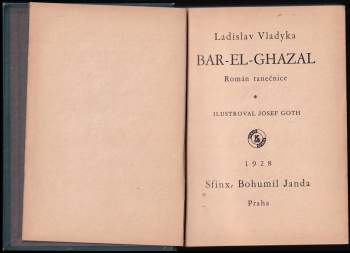 Ladislav Vladyka
BAR-EL-GHAZAL
Román tanečnice
*
ILUSTROVAL JOSEF GOTH
1928
Sfinx, Bohumil Janda
Praha